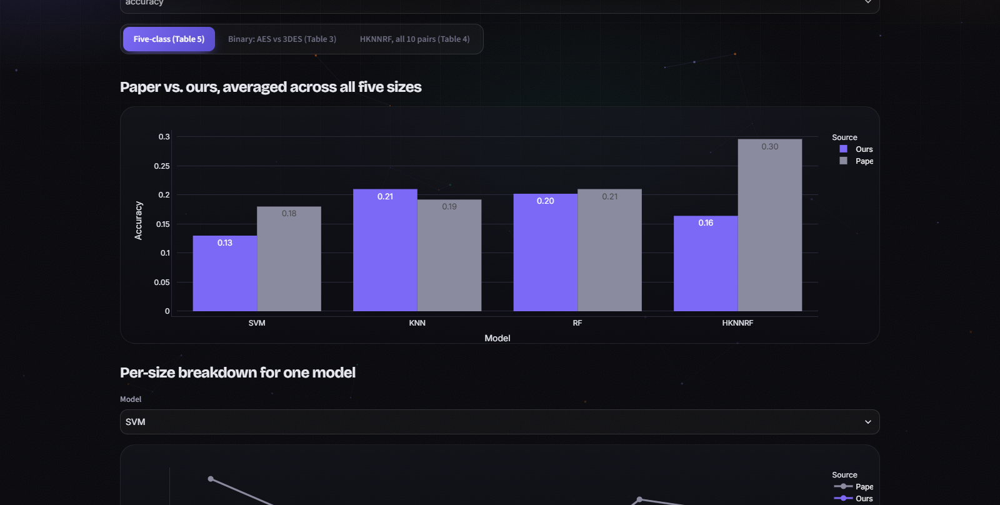 accuracy
Five-class (Table 5)
Binary: AES vs 3DES (Table 3)
HKNNRF, all 10 pairs (Table 4)
Paper vs. ours, averaged across all five sizes
Source
Ours
Pape
0.3
0.25
0.2
0.15
0.1
0.05
0
Accuracy
0.13
0.18
0.21
0.19
0.20
0.21
0.16
0.30
SVM
KNN
RF
HKNNRF
Model
Per-size breakdown for one model
Model
SVM
Source
Pape
Ours